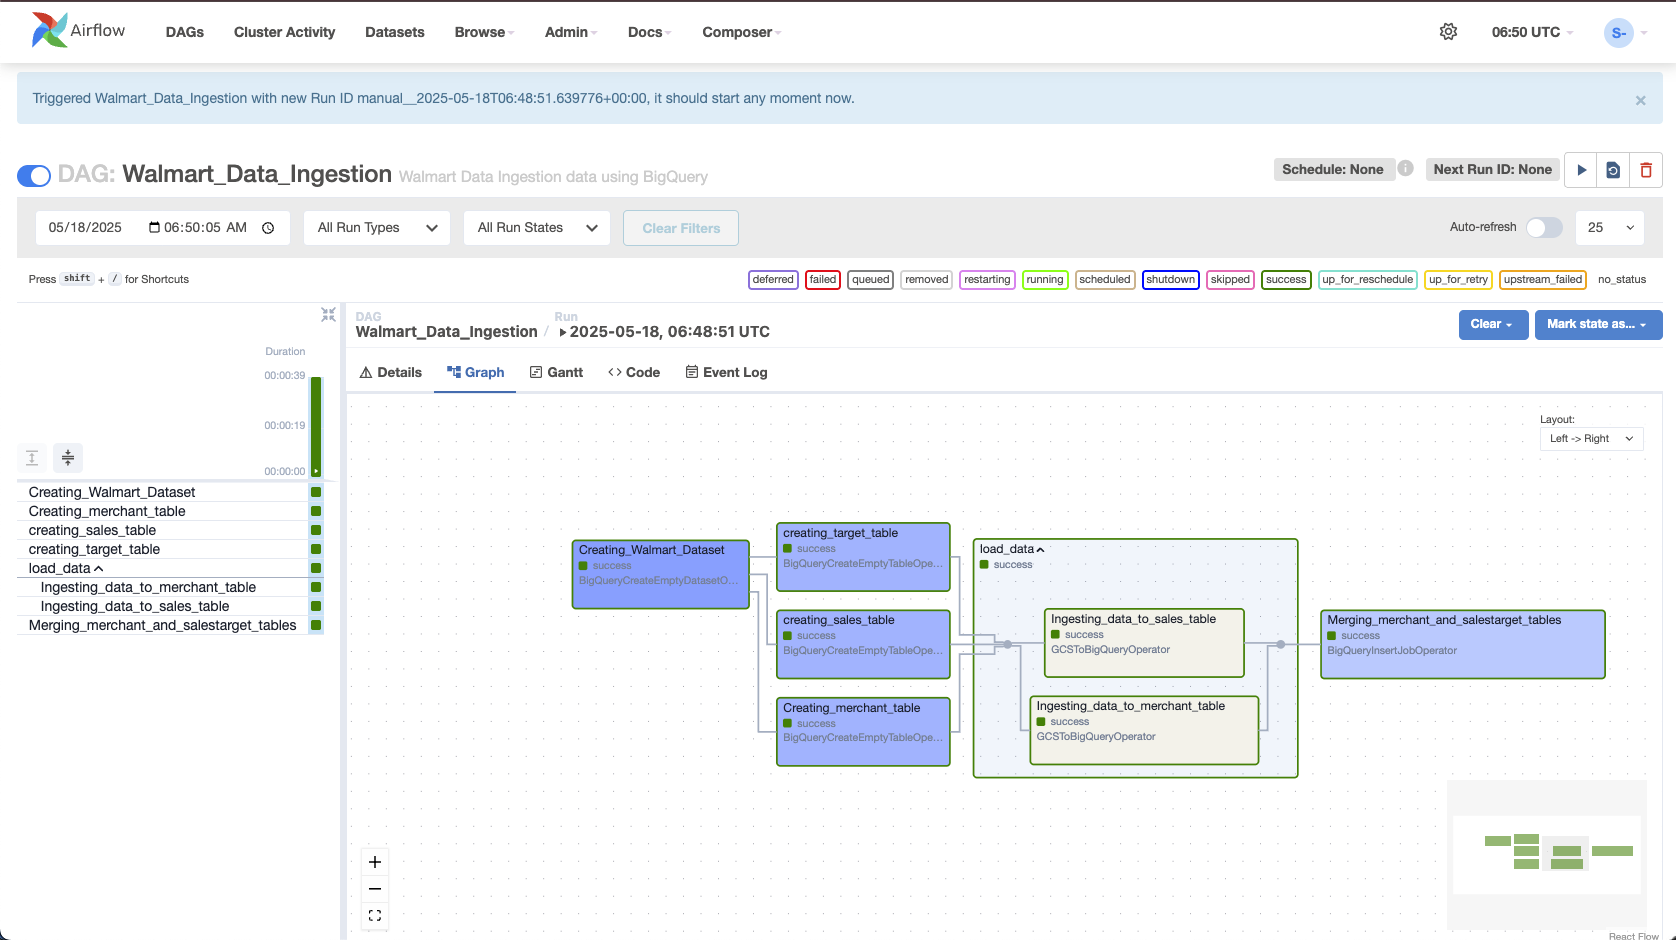 Airflow
DAGs
Cluster Activity
Datasets
Browse
Admin
Docs
Composer
06:50 UTC
S-
Triggered Walmart_Data_Ingestion with new Run ID manual__2025-05-18T06:48:51.639776+00:00, it should start any moment now.
×
DAG: Walmart_Data_Ingestion Walmart Data Ingestion data using BigQuery
Schedule: None
Next Run ID: None
05/18/2025 06:50:05 AM
All Run Types
All Run States
Clear Filters
Auto-refresh
25
Press shift + / for Shortcuts
deferred
failed
queued
removed
restarting
running
scheduled
shutdown
skipped
success
up_for_reschedule
up_for_retry
upstream_failed
no_status
Duration
00:00:39
00:00:19
00:00:00
Creating_Walmart_Dataset
Creating_merchant_table
creating_sales_table
creating_target_table
load_data
Ingesting_data_to_merchant_table
Ingesting_data_to_sales_table
Merging_merchant_and_salestarget_tables
DAG
Walmart_Data_Ingestion /
Run
2025-05-18, 06:48:51 UTC
Clear
Mark state as...
Details
Graph
Gantt
Code
Event Log
Layout:
Left -> Right
Creating_Walmart_Dataset
success
BigQueryCreateEmptyDatasetO...
creating_target_table
success
BigQueryCreateEmptyTableOpe...
creating_sales_table
success
BigQueryCreateEmptyTableOpe...
Creating_merchant_table
success
BigQueryCreateEmptyTableOpe...
load_data
success
Ingesting_data_to_sales_table
success
GCSToBigQueryOperator
Ingesting_data_to_merchant_table
success
GCSToBigQueryOperator
Merging_merchant_and_salestarget_tables
success
BigQueryInsertJobOperator
React Flow